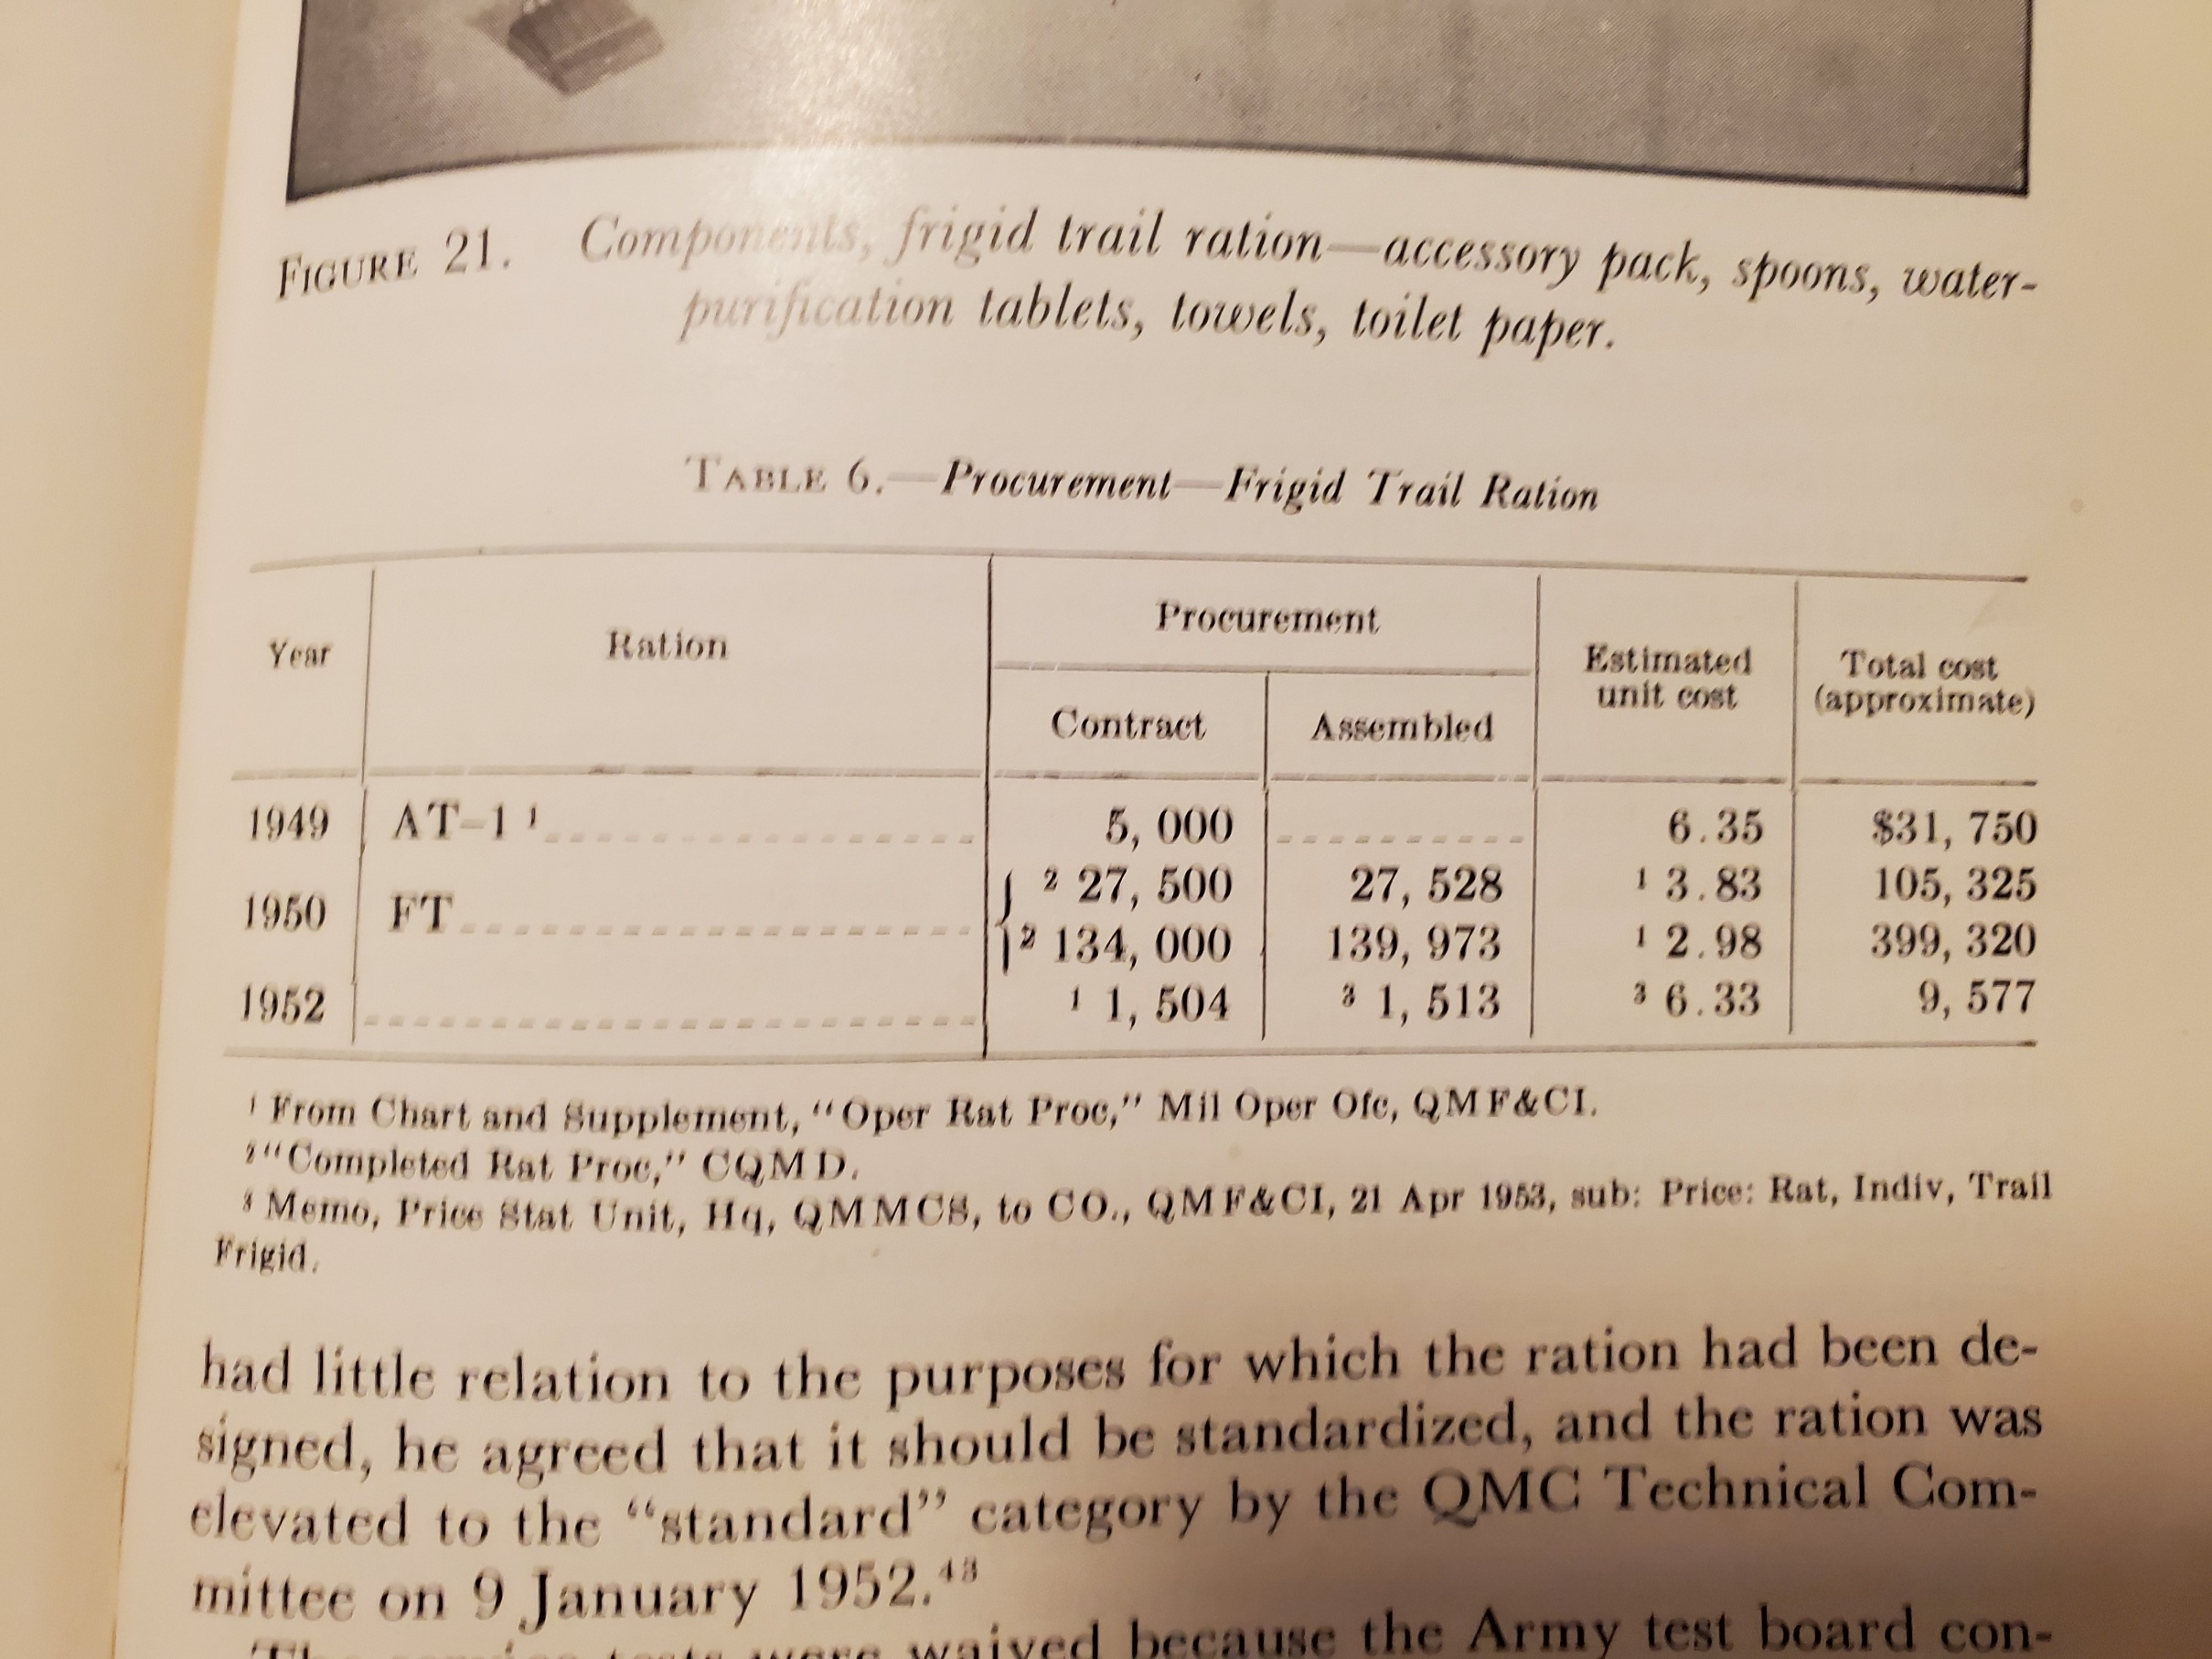 FIGURE 21. Components, frigid trail ration—accessory pack, spoons, water-
purification tablets, towels, toilet paper.
TABLE 6.—Procurement—Frigid Trail Ration
Year Ration Procurement Estimated unit cost Total cost (approximate)
Contract Assembled
1949 AT-1 ¹ 5,000 6.35 $31,750
1950 FT ² 27,500 27,528 ¹ 3.83 105,325
² 134,000 139,973 ¹ 2.98 399,320
1952 ¹ 1,504 ³ 1,513 ³ 6.33 9,577
¹ From Chart and Supplement, "Oper Rat Proc," Mil Oper Ofc, QMF&CI.
² "Completed Rat Proc," CQMD.
³ Memo, Price Stat Unit, Hq, QMMCS, to CO., QMF&CI, 21 Apr 1953, sub: Price: Rat, Indiv, Trail
Frigid.
had little relation to the purposes for which the ration had been de-
signed, he agreed that it should be standardized, and the ration was
elevated to the "standard" category by the QMC Technical Com-
mittee on 9 January 1952.⁴³
The service tests were waived because the Army test board con-